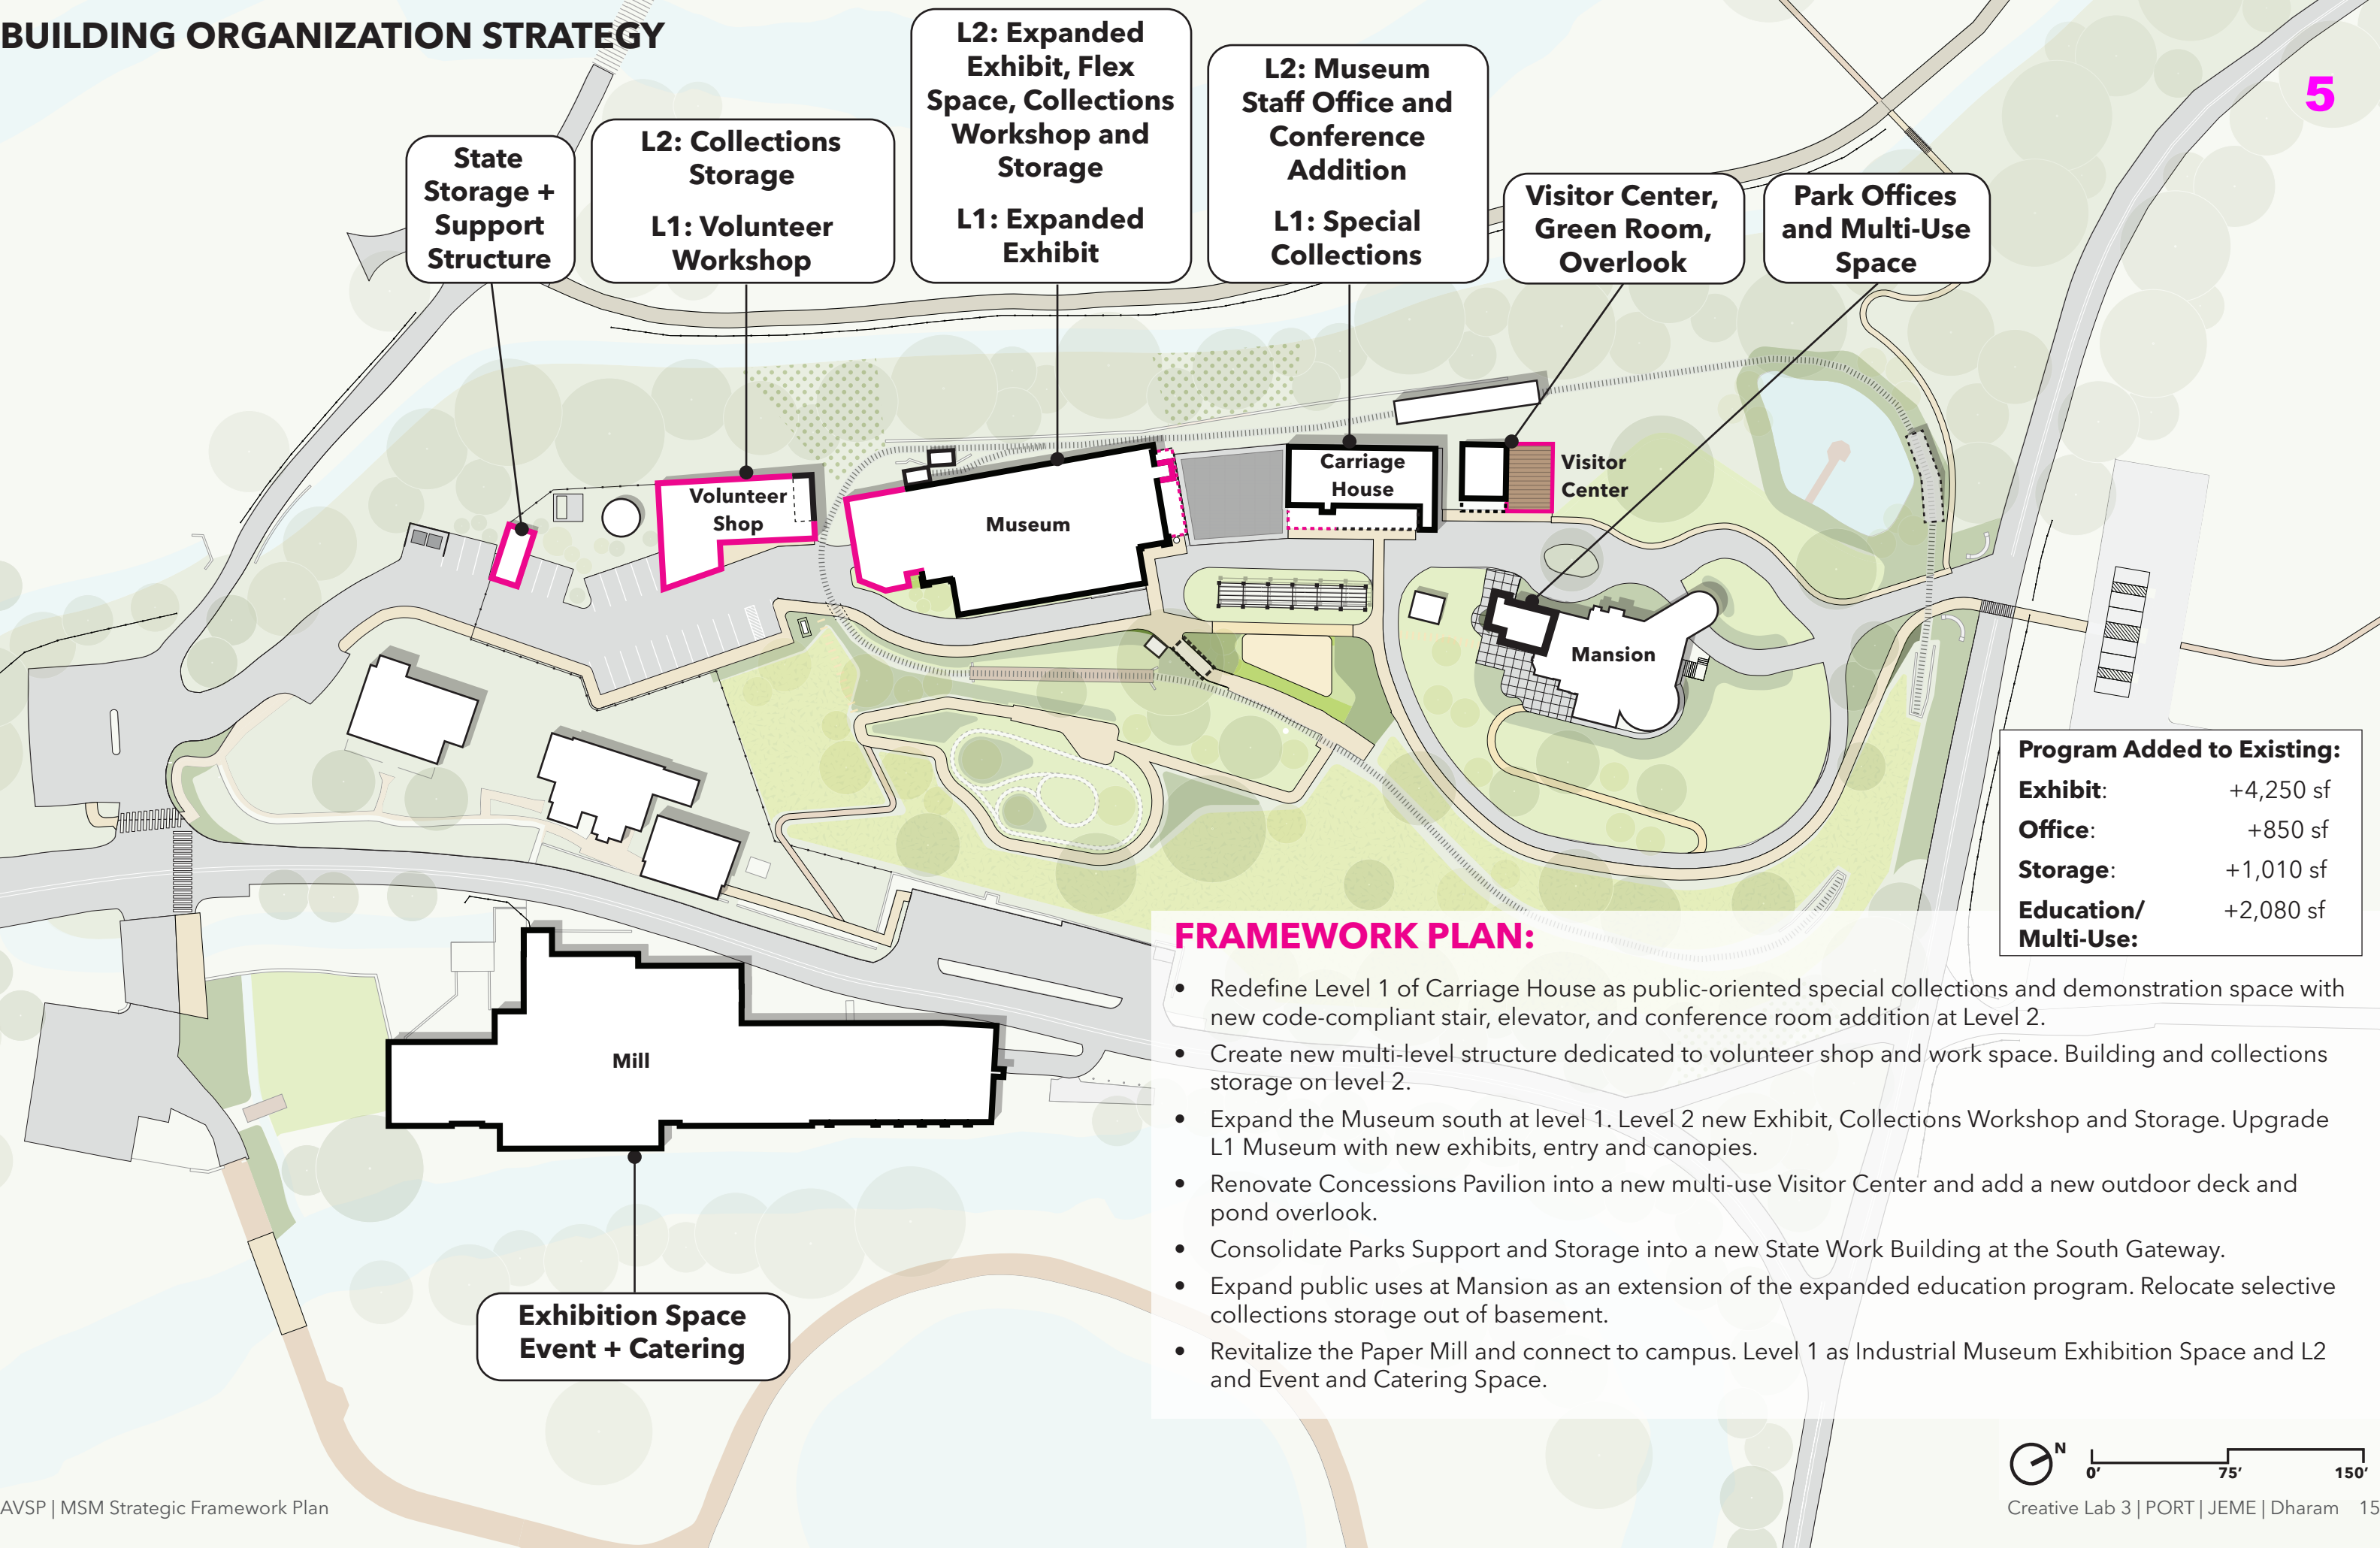 BUILDING ORGANIZATION STRATEGY
5
State
Storage +
Support
Structure
L2: Collections
Storage
L1: Volunteer
Workshop
L2: Expanded
Exhibit, Flex
Space, Collections
Workshop and
Storage
L1: Expanded
Exhibit
L2: Museum
Staff Office and
Conference
Addition
L1: Special
Collections
Visitor Center,
Green Room,
Overlook
Park Offices
and Multi-Use
Space
Volunteer
Shop
Museum
Carriage
House
Visitor
Center
Mansion
Mill
Exhibition Space
Event + Catering
Program Added to Existing:
Exhibit: +4,250 sf
Office: +850 sf
Storage: +1,010 sf
Education/ +2,080 sf
Multi-Use:
FRAMEWORK PLAN:
• Redefine Level 1 of Carriage House as public-oriented special collections and demonstration space with
new code-compliant stair, elevator, and conference room addition at Level 2.
• Create new multi-level structure dedicated to volunteer shop and work space. Building and collections
storage on level 2.
• Expand the Museum south at level 1. Level 2 new Exhibit, Collections Workshop and Storage. Upgrade
L1 Museum with new exhibits, entry and canopies.
• Renovate Concessions Pavilion into a new multi-use Visitor Center and add a new outdoor deck and
pond overlook.
• Consolidate Parks Support and Storage into a new State Work Building at the South Gateway.
• Expand public uses at Mansion as an extension of the expanded education program. Relocate selective
collections storage out of basement.
• Revitalize the Paper Mill and connect to campus. Level 1 as Industrial Museum Exhibition Space and L2
and Event and Catering Space.
N
0' 75' 150'
AVSP | MSM Strategic Framework Plan
Creative Lab 3 | PORT | JEME | Dharam 15